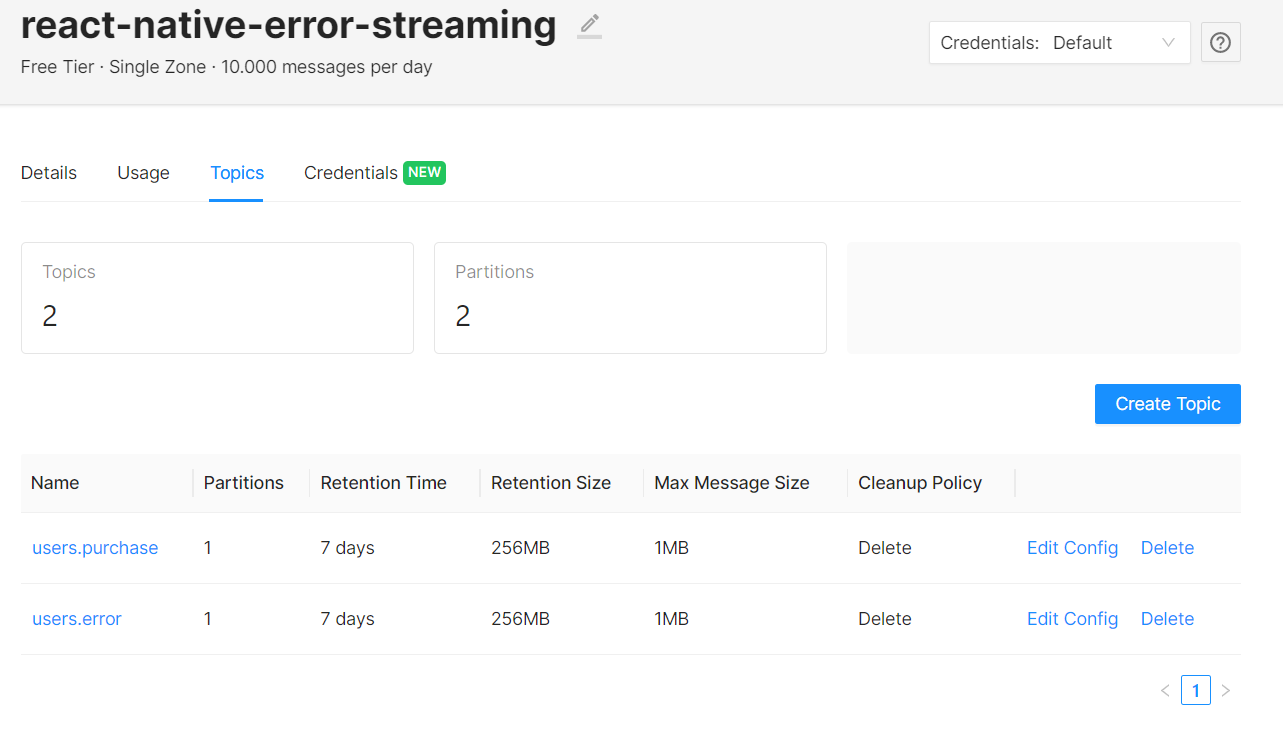 react-native-error-streaming
Credentials: Default
Free Tier · Single Zone · 10.000 messages per day
Details Usage Topics Credentials NEW
Topics
2
Partitions
2
Create Topic
Name Partitions Retention Time Retention Size Max Message Size Cleanup Policy
users.purchase 1 7 days 256MB 1MB Delete Edit Config Delete
users.error 1 7 days 256MB 1MB Delete Edit Config Delete
< 1 >